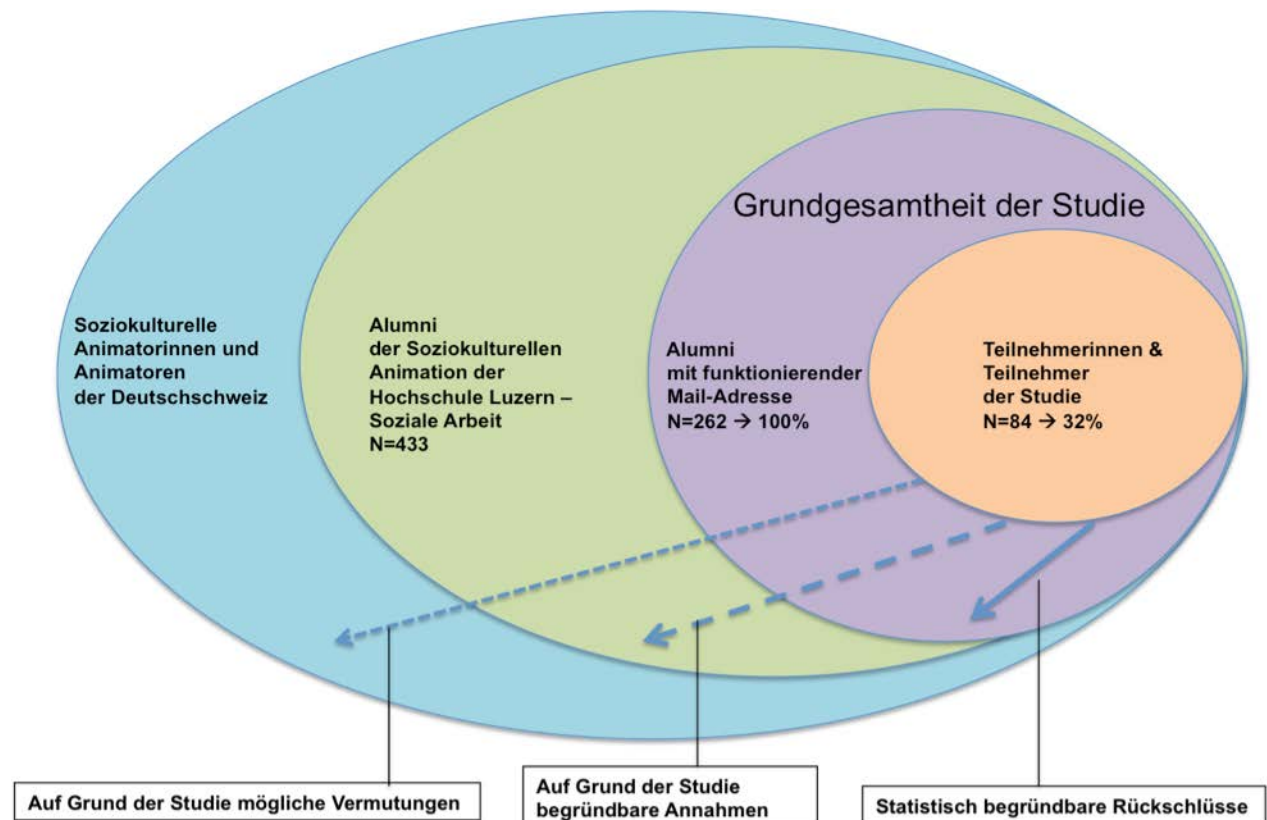 Grundgesamtheit der Studie
Soziokulturelle
Animatorinnen und
Animatoren
der Deutschschweiz
Alumni
der Soziokulturellen
Animation der
Hochschule Luzern –
Soziale Arbeit
N=433
Alumni
mit funktionierender
Mail-Adresse
N=262 → 100%
Teilnehmerinnen &
Teilnehmer
der Studie
N=84 → 32%
Auf Grund der Studie mögliche Vermutungen
Auf Grund der Studie
begründbare Annahmen
Statistisch begründbare Rückschlüsse